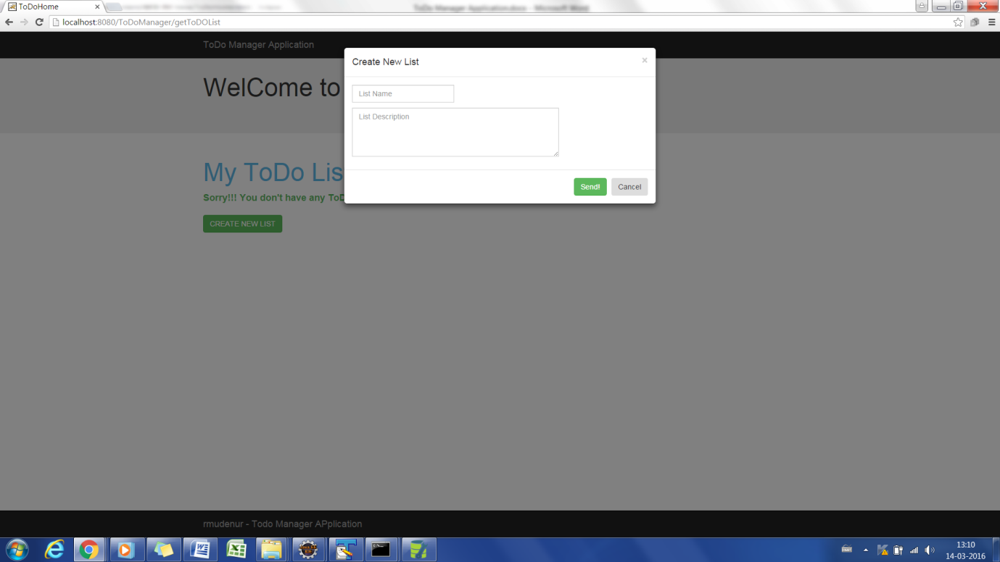 ToDoHome
ToDo Manager Application.docx - Microsoft Word
localhost:8080/ToDoManager/getToDOList
ToDo Manager Application
Create New List
×
WelCome to
List Name
List Description
My ToDo Lis
Sorry!!! You don't have any ToD
Send!
Cancel
CREATE NEW LIST
rmudenur - Todo Manager APplication
13:10
14-03-2016